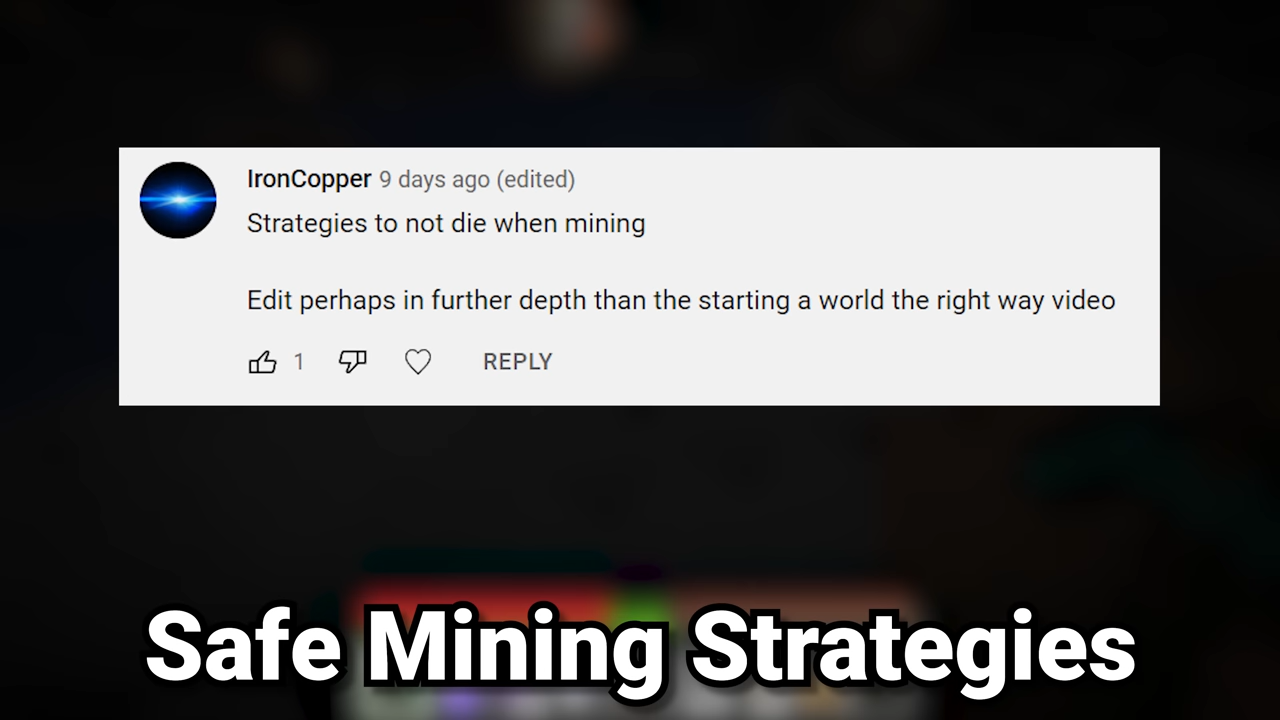 IronCopper 9 days ago (edited)
Strategies to not die when mining
Edit perhaps in further depth than the starting a world the right way video
1 REPLY
Safe Mining Strategies